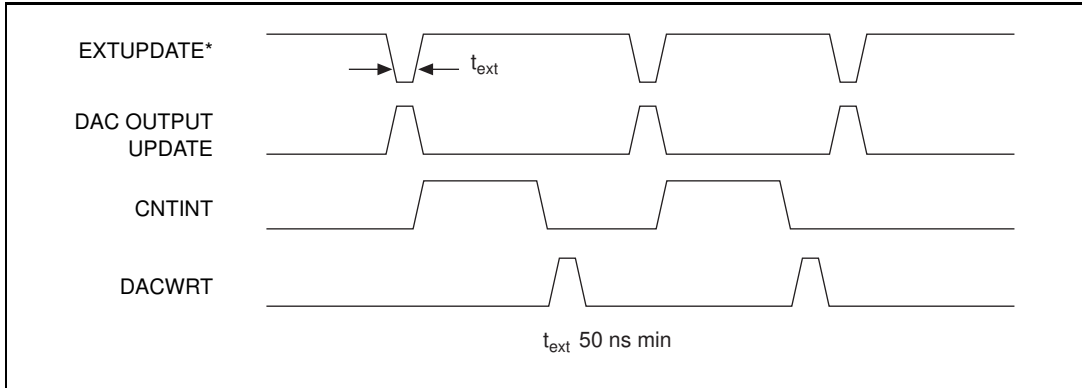 EXTUPDATE*
t_ext
DAC OUTPUT
UPDATE
CNTINT
DACWRT
t_ext 50 ns min